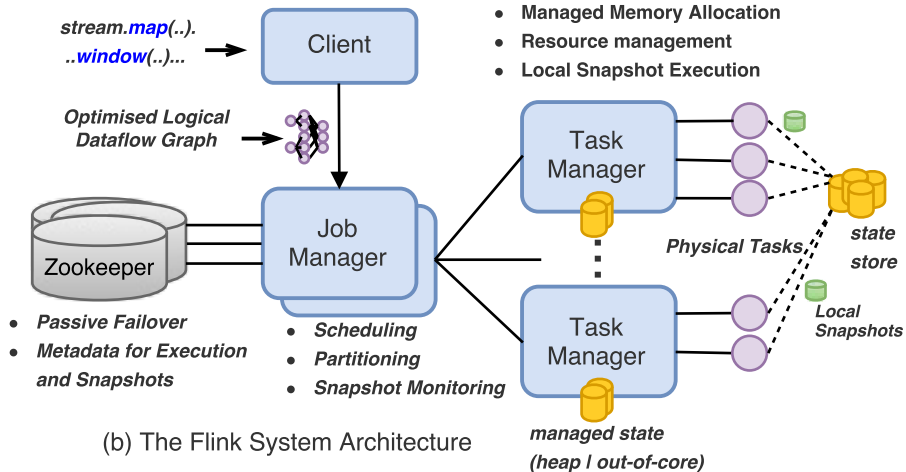 stream.map(..).
..window(..)...
Client
• Managed Memory Allocation
• Resource management
• Local Snapshot Execution
Optimised Logical
Dataflow Graph
Task
Manager
Job
Manager
Zookeeper
Physical Tasks
state
store
• Passive Failover
• Metadata for Execution
and Snapshots
• Scheduling
• Partitioning
• Snapshot Monitoring
Task
Manager
Local
Snapshots
managed state
(heap | out-of-core)
(b) The Flink System Architecture